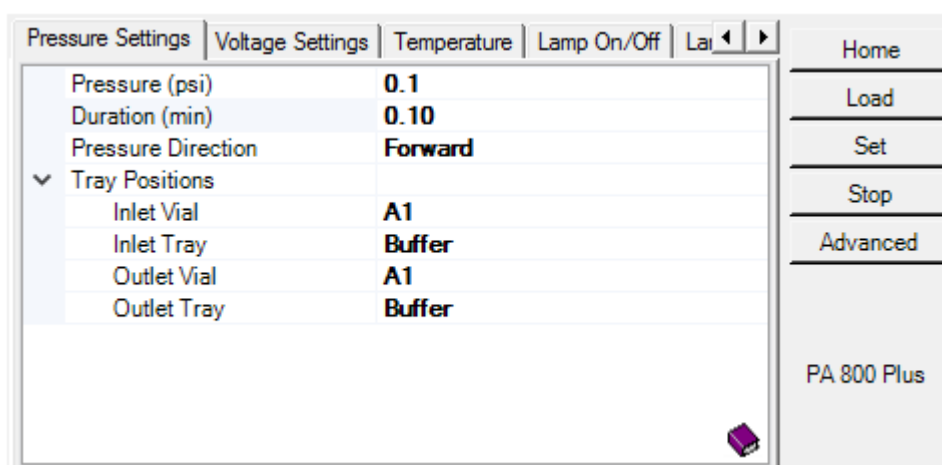 Pressure Settings Voltage Settings Temperature Lamp On/Off
Pressure (psi) 0.1
Duration (min) 0.10
Pressure Direction Forward
Tray Positions
Inlet Vial A1
Inlet Tray Buffer
Outlet Vial A1
Outlet Tray Buffer
Home
Load
Set
Stop
Advanced
PA 800 Plus